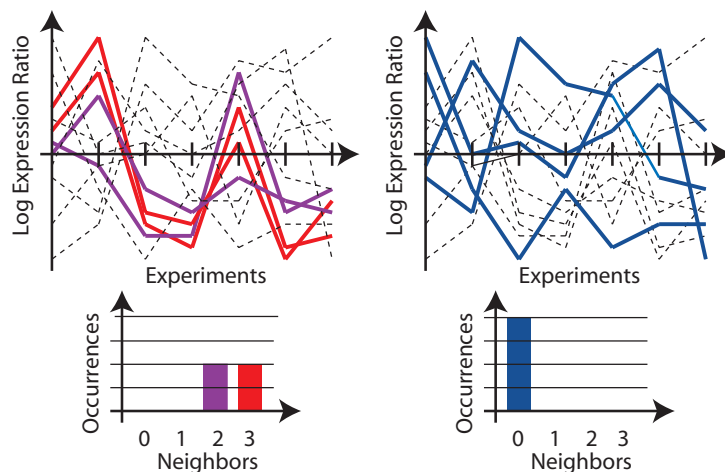 Log Expression Ratio
Experiments
Log Expression Ratio
Experiments
Occurrences
0 1 2 3
Neighbors
Occurrences
0 1 2 3
Neighbors